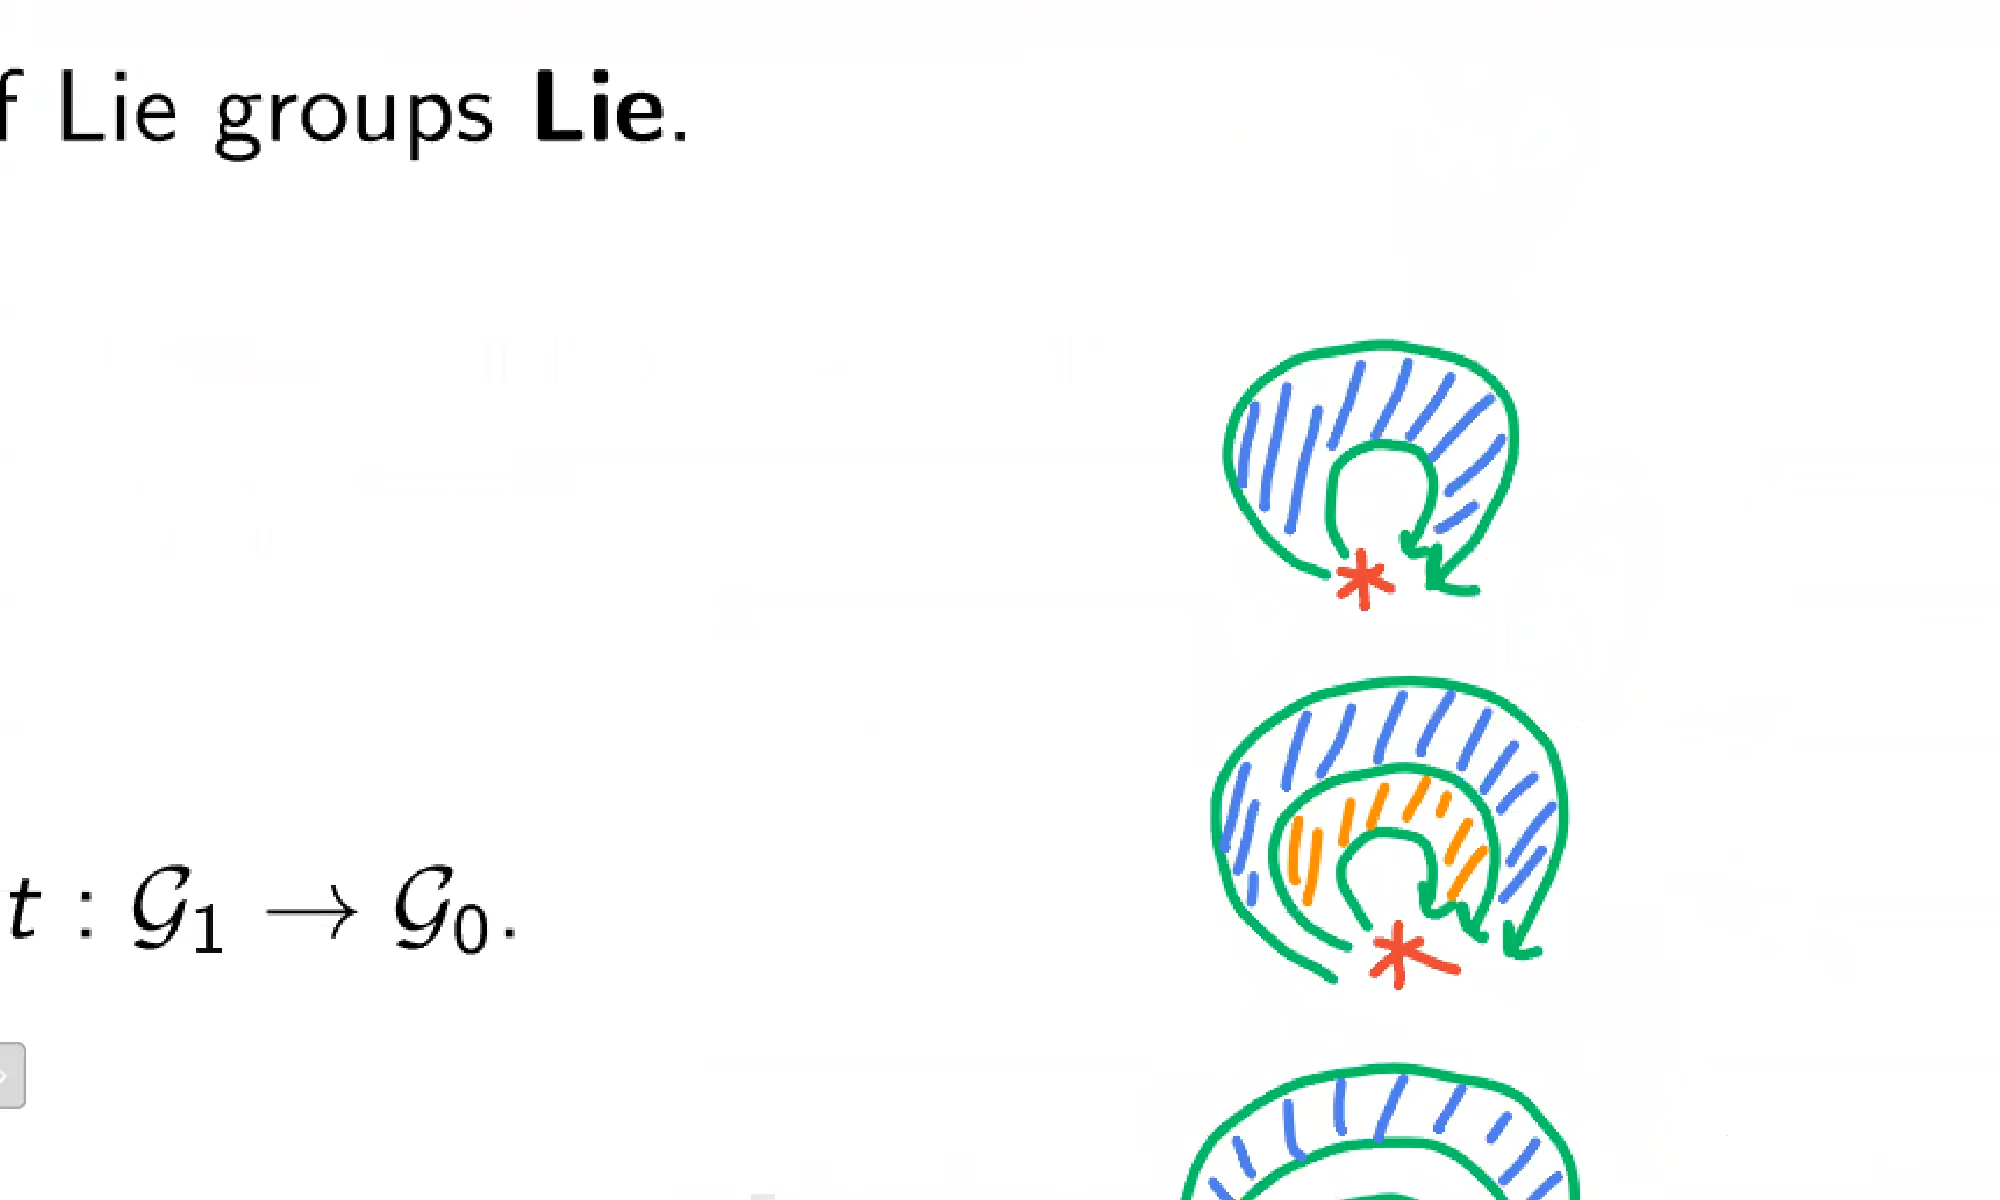 f Lie groups Lie.
*
t : 𝒢₁ → 𝒢₀.
*